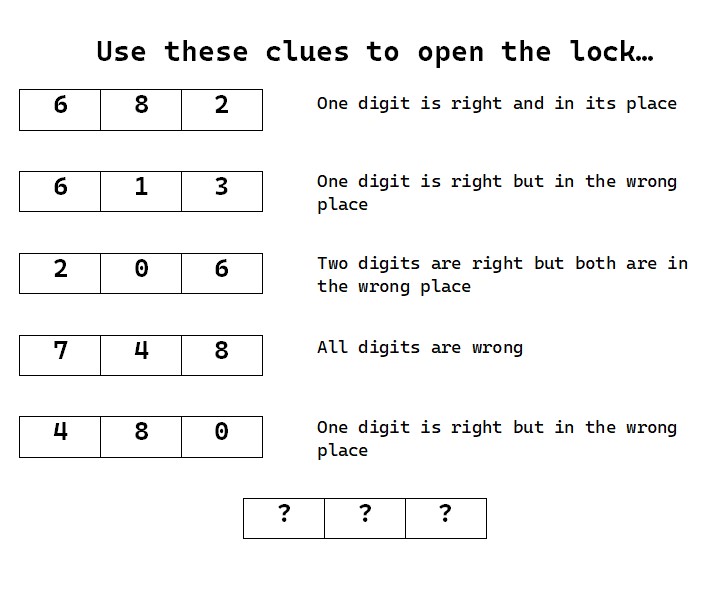 Use these clues to open the lock…
6 8 2 One digit is right and in its place
6 1 3 One digit is right but in the wrong
place
2 0 6 Two digits are right but both are in
the wrong place
7 4 8 All digits are wrong
4 8 0 One digit is right but in the wrong
place
? ? ?